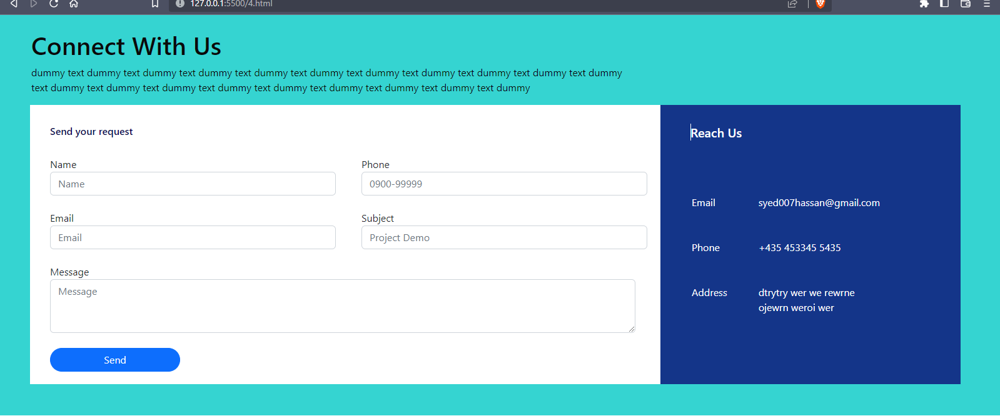 127.0.0.1:5500/4.html
Connect With Us
dummy text dummy text dummy text dummy text dummy text dummy text dummy text dummy text dummy text dummy text dummy
text dummy text dummy text dummy text dummy text dummy text dummy text dummy text dummy text dummy
Send your request
Name
Name
Phone
0900-99999
Email
Email
Subject
Project Demo
Message
Message
Send
Reach Us
Email syed007hassan@gmail.com
Phone +435 453345 5435
Address dtrytry wer we rewrne
ojewrn weroi wer